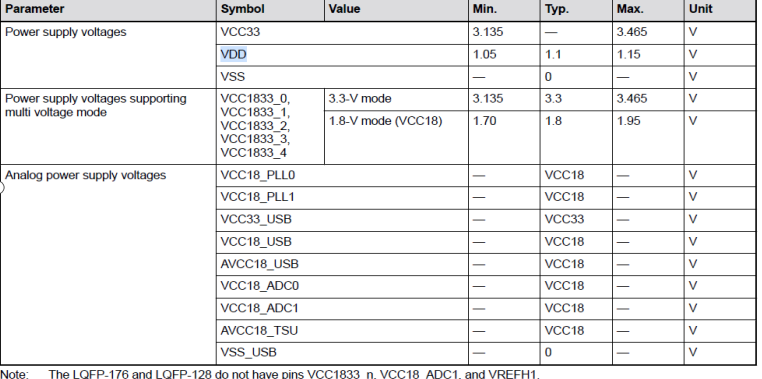 Parameter Symbol Value Min. Typ. Max. Unit
Power supply voltages VCC33 3.135 — 3.465 V
VDD 1.05 1.1 1.15 V
VSS — 0 — V
Power supply voltages supporting multi voltage mode VCC1833_0, VCC1833_1, VCC1833_2, VCC1833_3, VCC1833_4 3.3-V mode 3.135 3.3 3.465 V
1.8-V mode (VCC18) 1.70 1.8 1.95 V
Analog power supply voltages VCC18_PLL0 — VCC18 — V
VCC18_PLL1 — VCC18 — V
VCC33_USB — VCC33 — V
VCC18_USB — VCC18 — V
AVCC18_USB — VCC18 — V
VCC18_ADC0 — VCC18 — V
VCC18_ADC1 — VCC18 — V
AVCC18_TSU — VCC18 — V
VSS_USB — 0 — V
Note: The LQFP-176 and LQFP-128 do not have pins VCC1833_n, VCC18_ADC1, and VREFH1.